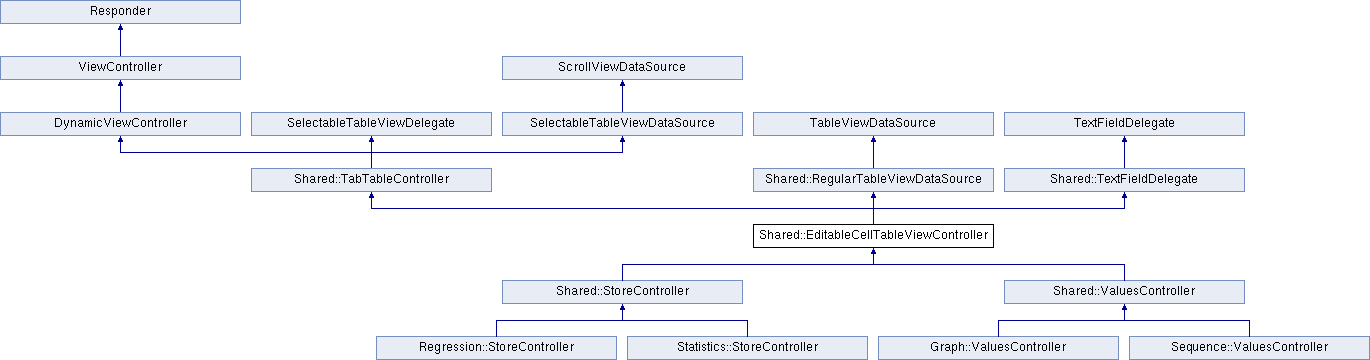 Responder
ViewController
ScrollViewDataSource
DynamicViewController
SelectableTableViewDelegate
SelectableTableViewDataSource
TableViewDataSource
TextFieldDelegate
Shared::TabTableController
Shared::RegularTableViewDataSource
Shared::TextFieldDelegate
Shared::EditableCellTableViewController
Shared::StoreController
Shared::ValuesController
Regression::StoreController
Statistics::StoreController
Graph::ValuesController
Sequence::ValuesController